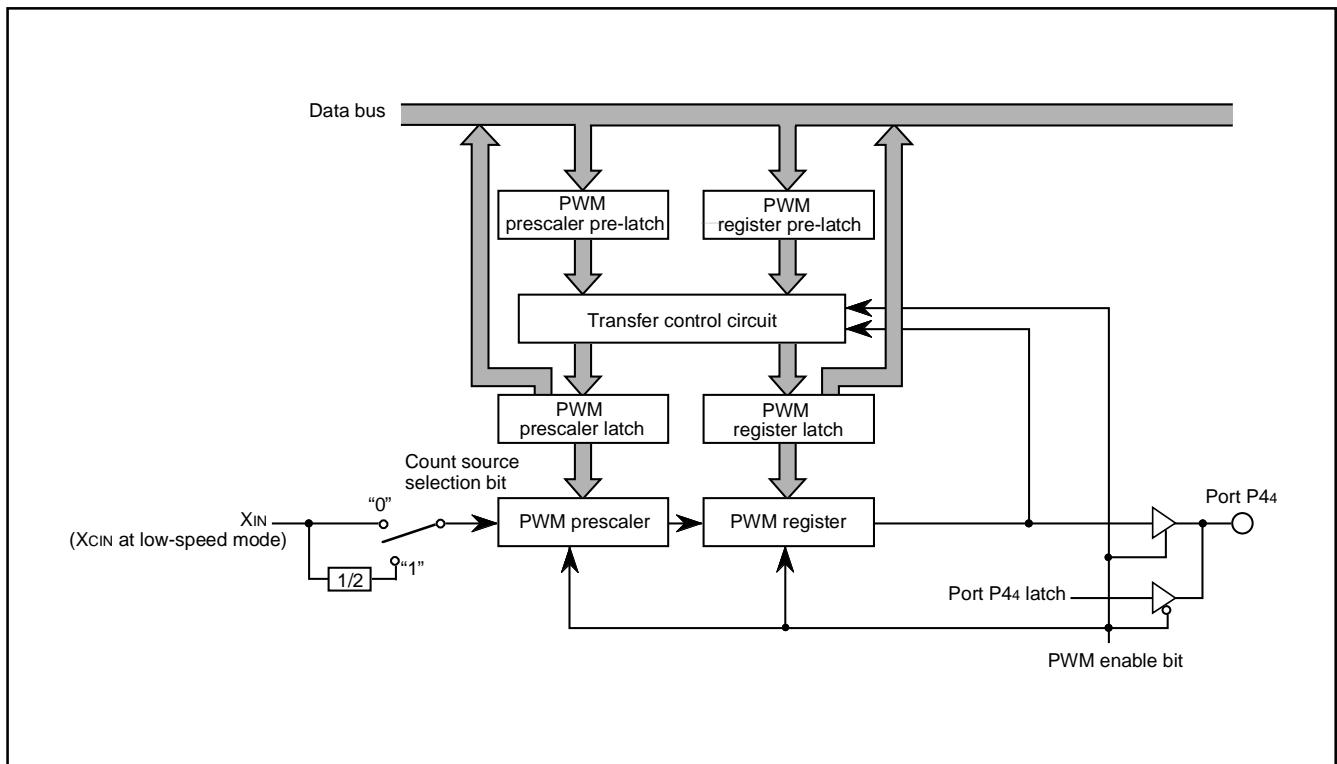 Data bus
PWM
prescaler pre-latch
PWM
register pre-latch
Transfer control circuit
PWM
prescaler latch
PWM
register latch
Count source
selection bit
“0”
XIN
(XCIN at low-speed mode)
“1”
1/2
PWM prescaler
PWM register
Port P44
Port P44 latch
PWM enable bit